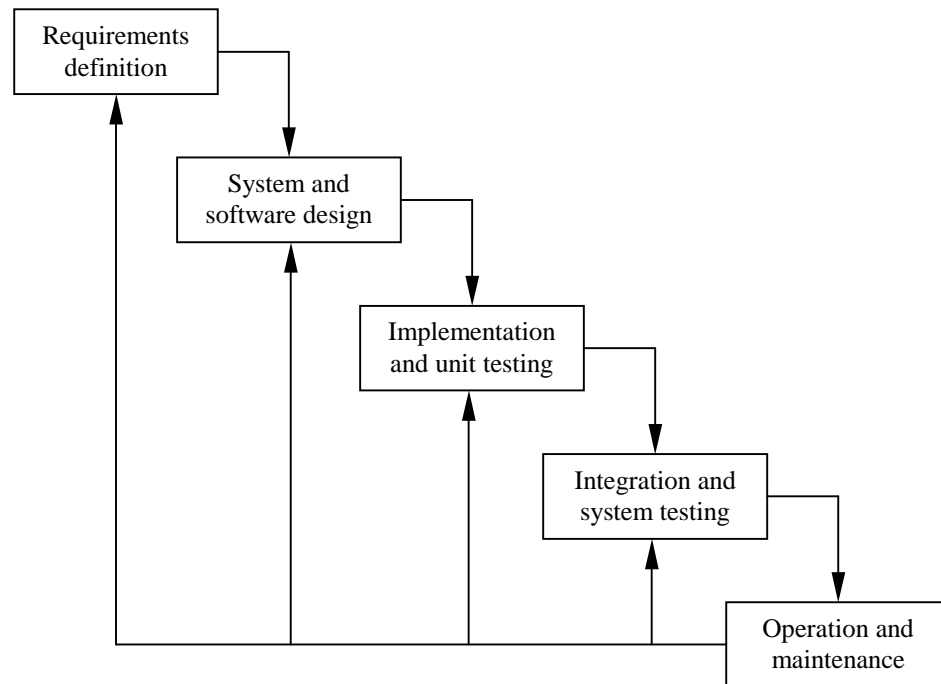 Requirements
definition
System and
software design
Implementation
and unit testing
Integration and
system testing
Operation and
maintenance